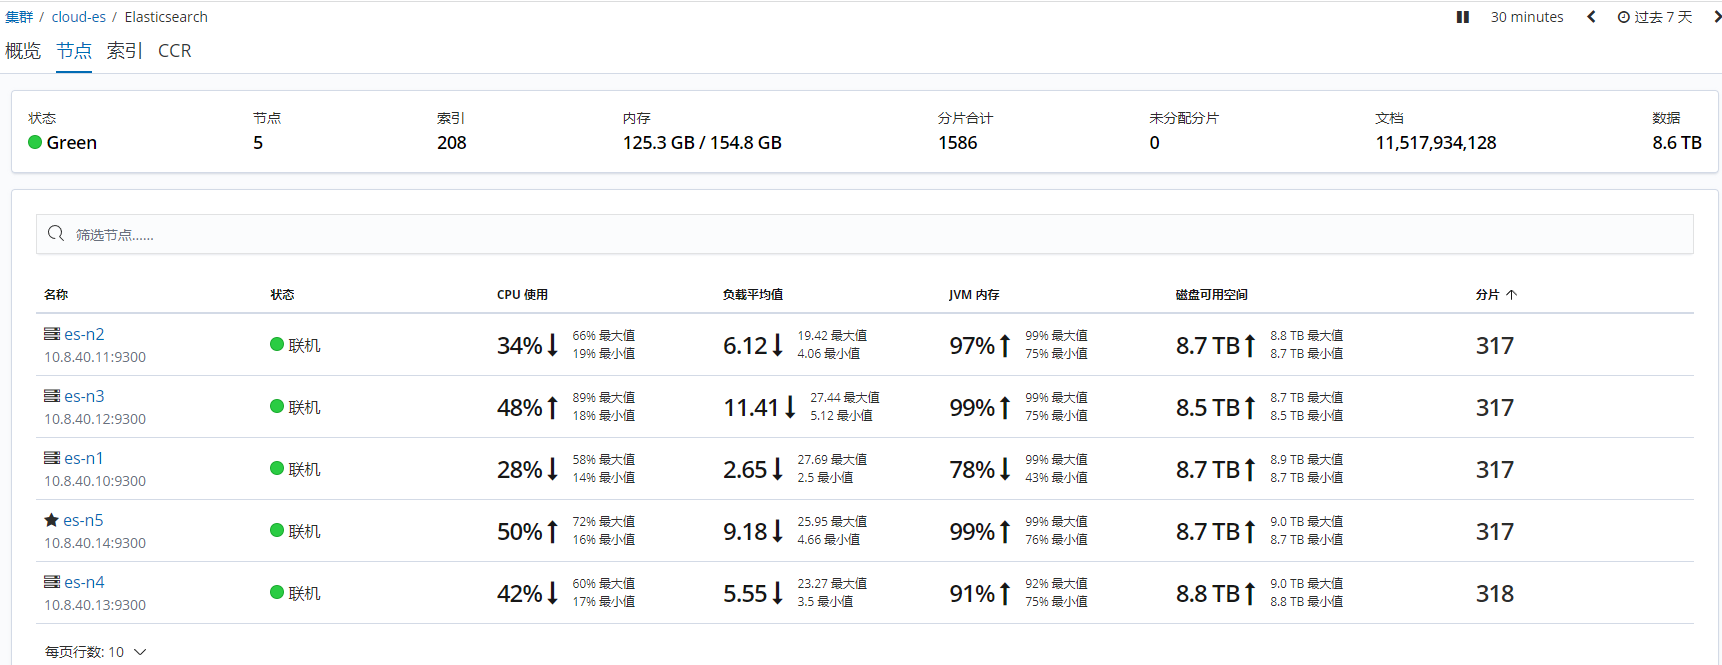 集群 / cloud-es / Elasticsearch 30 minutes 过去 7 天
概览 节点 索引 CCR
状态 节点 索引 内存 分片合计 未分配分片 文档 数据
Green 5 208 125.3 GB / 154.8 GB 1586 0 11,517,934,128 8.6 TB
筛选节点......
名称 状态 CPU 使用 负载平均值 JVM 内存 磁盘可用空间 分片 ↑
es-n2 联机 34%↓ 66% 最大值 6.12↓ 19.42 最大值 97%↑ 99% 最大值 8.7 TB↑ 8.8 TB 最大值 317
10.8.40.11:9300 19% 最小值 4.06 最小值 75% 最小值 8.7 TB 最小值
es-n3 联机 48%↑ 89% 最大值 11.41↓ 27.44 最大值 99%↑ 99% 最大值 8.5 TB↑ 8.7 TB 最大值 317
10.8.40.12:9300 18% 最小值 5.12 最小值 75% 最小值 8.5 TB 最小值
es-n1 联机 28%↓ 58% 最大值 2.65↓ 27.69 最大值 78%↓ 99% 最大值 8.7 TB↑ 8.9 TB 最大值 317
10.8.40.10:9300 14% 最小值 2.5 最小值 43% 最小值 8.7 TB 最小值
es-n5 联机 50%↑ 72% 最大值 9.18↓ 25.95 最大值 99%↑ 99% 最大值 8.7 TB↑ 9.0 TB 最大值 317
10.8.40.14:9300 16% 最小值 4.66 最小值 76% 最小值 8.7 TB 最小值
es-n4 联机 42%↓ 60% 最大值 5.55↓ 23.27 最大值 91%↑ 92% 最大值 8.8 TB↑ 9.0 TB 最大值 318
10.8.40.13:9300 17% 最小值 3.5 最小值 75% 最小值 8.8 TB 最小值
每页行数: 10